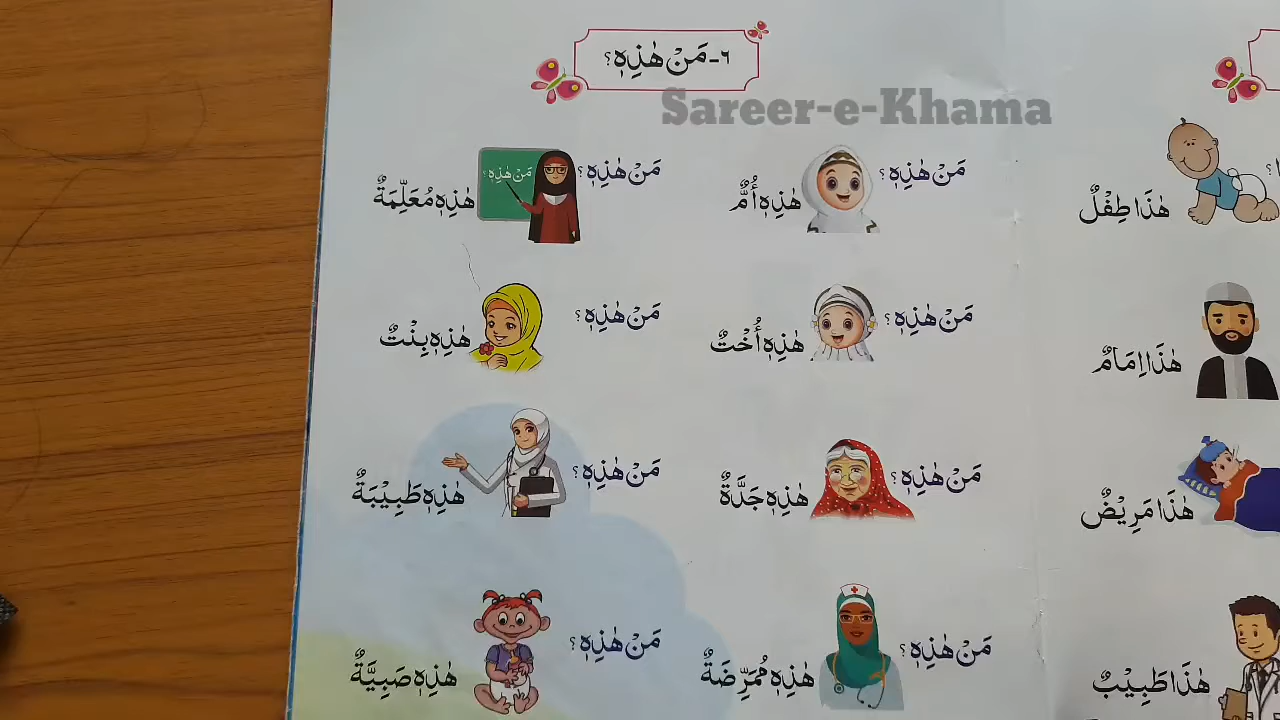 ٦-مَنْ هٰذِهٖ؟
Sareer-e-Khama
مَنْ هٰذِهٖ؟
هٰذِهٖ أُمٌّ
مَنْ هٰذِهٖ؟
مَنْ هٰذِهٖ؟
هٰذِهٖ مُعَلِّمَةٌ
مَنْ هٰذِهٖ؟
هٰذِهٖ أُخْتٌ
مَنْ هٰذِهٖ؟
هٰذِهٖ بِنْتٌ
مَنْ هٰذِهٖ؟
هٰذِهٖ جَدَّةٌ
مَنْ هٰذِهٖ؟
هٰذِهٖ طَبِيْبَةٌ
مَنْ هٰذِهٖ؟
هٰذِهٖ مُمَرِّضَةٌ
مَنْ هٰذِهٖ؟
هٰذِهٖ صَبِيَّةٌ
هٰذَا طِفْلٌ
هٰذَا اِمَامٌ
هٰذَا مَرِيْضٌ
هٰذَا طَبِيْبٌ